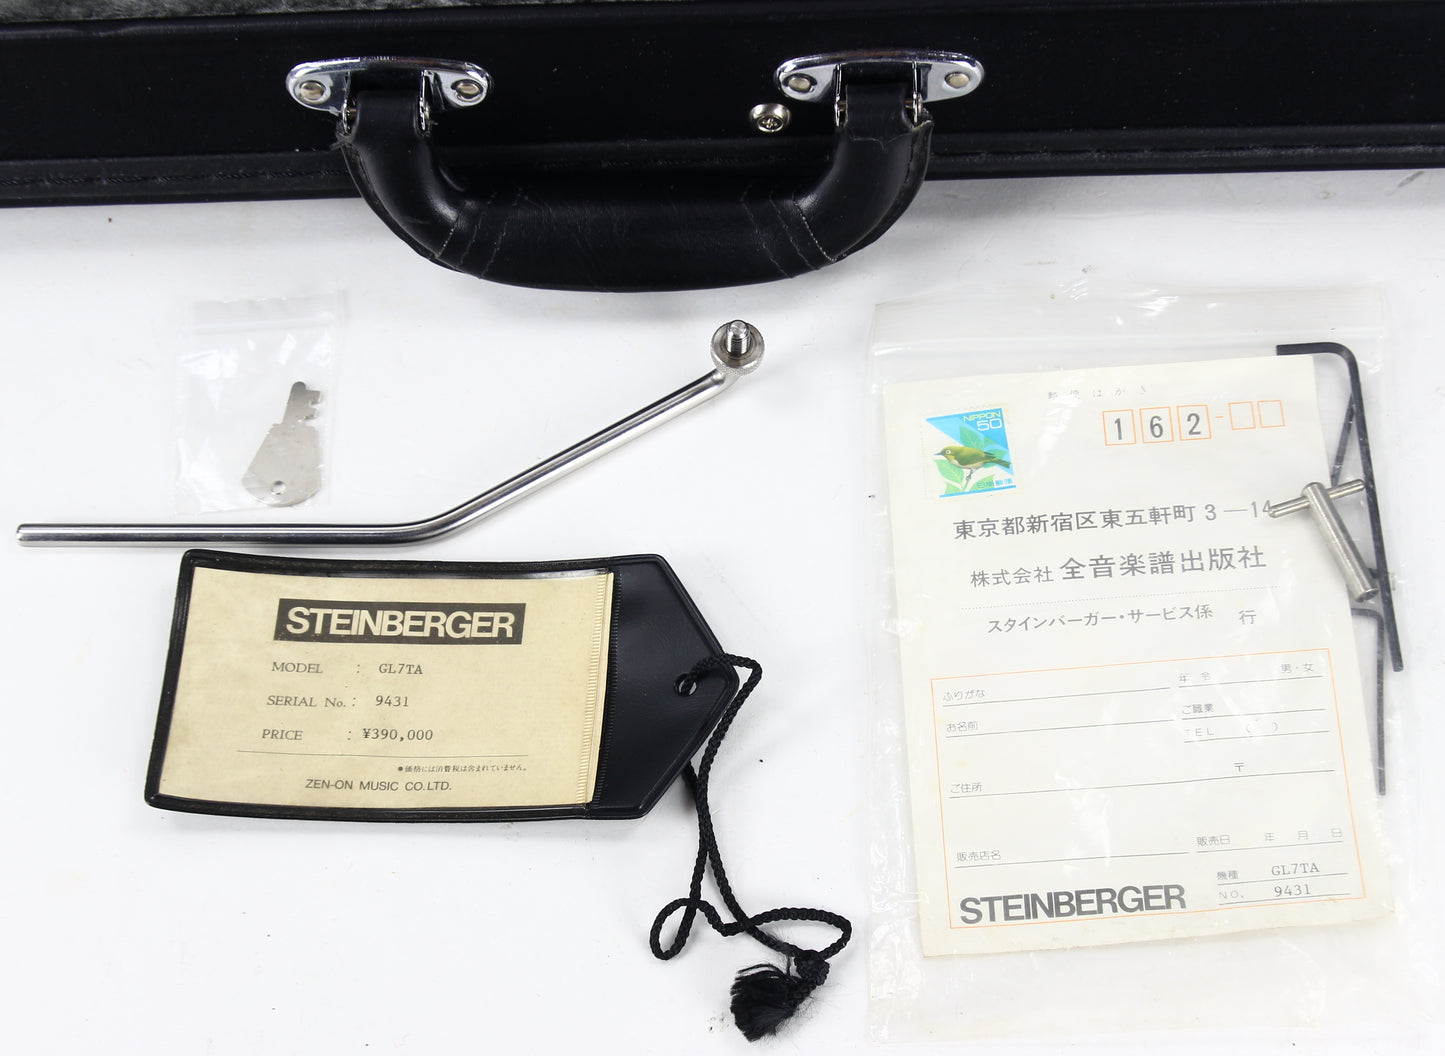 STEINBERGER
MODEL : GL7TA
SERIAL No. : 9431
PRICE : ¥390,000
●価格には消費税は含まれていません。
ZEN-ON MUSIC CO.LTD.
郵便はがき
NIPPON
50
日本郵便
162-
東京都新宿区東五軒町3―14
株式会社 全音楽譜出版社
スタインバーガー・サービス係 行
ふりがな
年令 男・女
お名前
ご職業
TEL ( )
ご住所 〒
販売店名
販売日 年 月 日
機種 GL7TA
NO. 9431
STEINBERGER